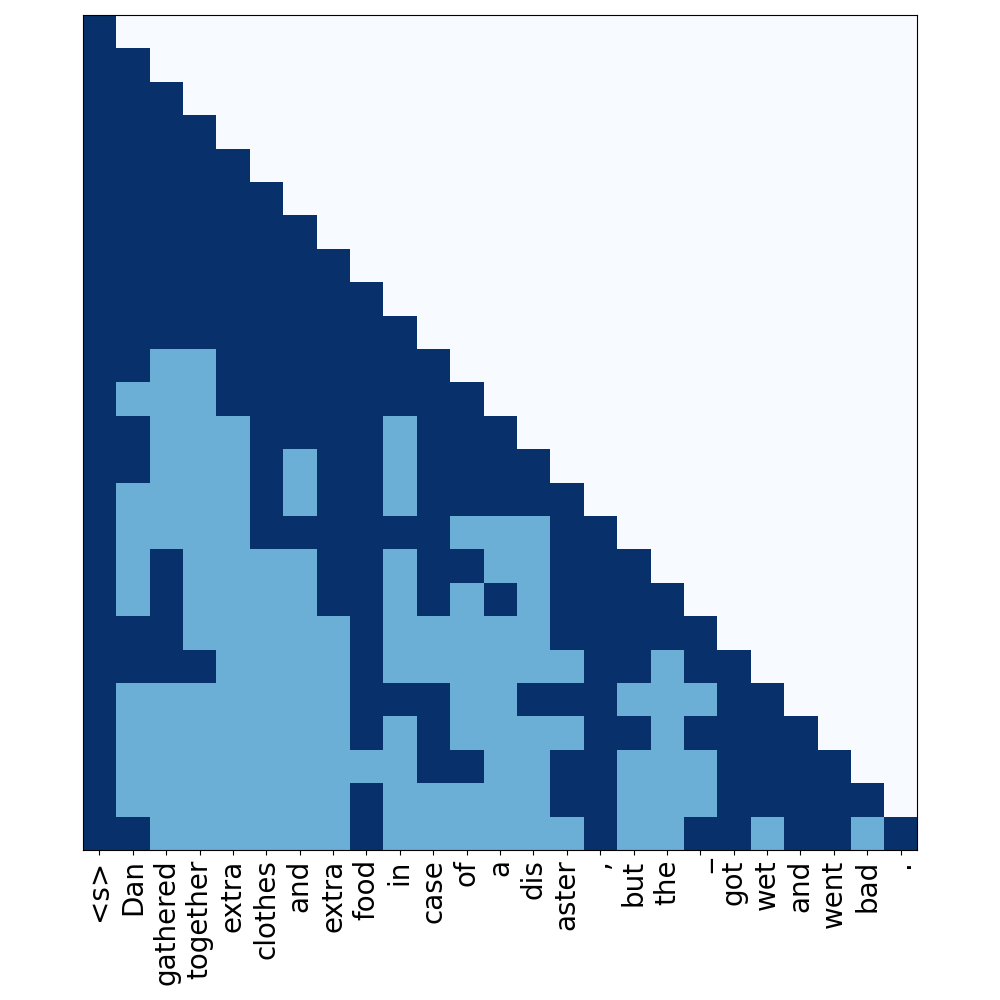 <s> Dan gathered together extra clothes and extra food in case of a dis aster , but the _ got wet and went bad .